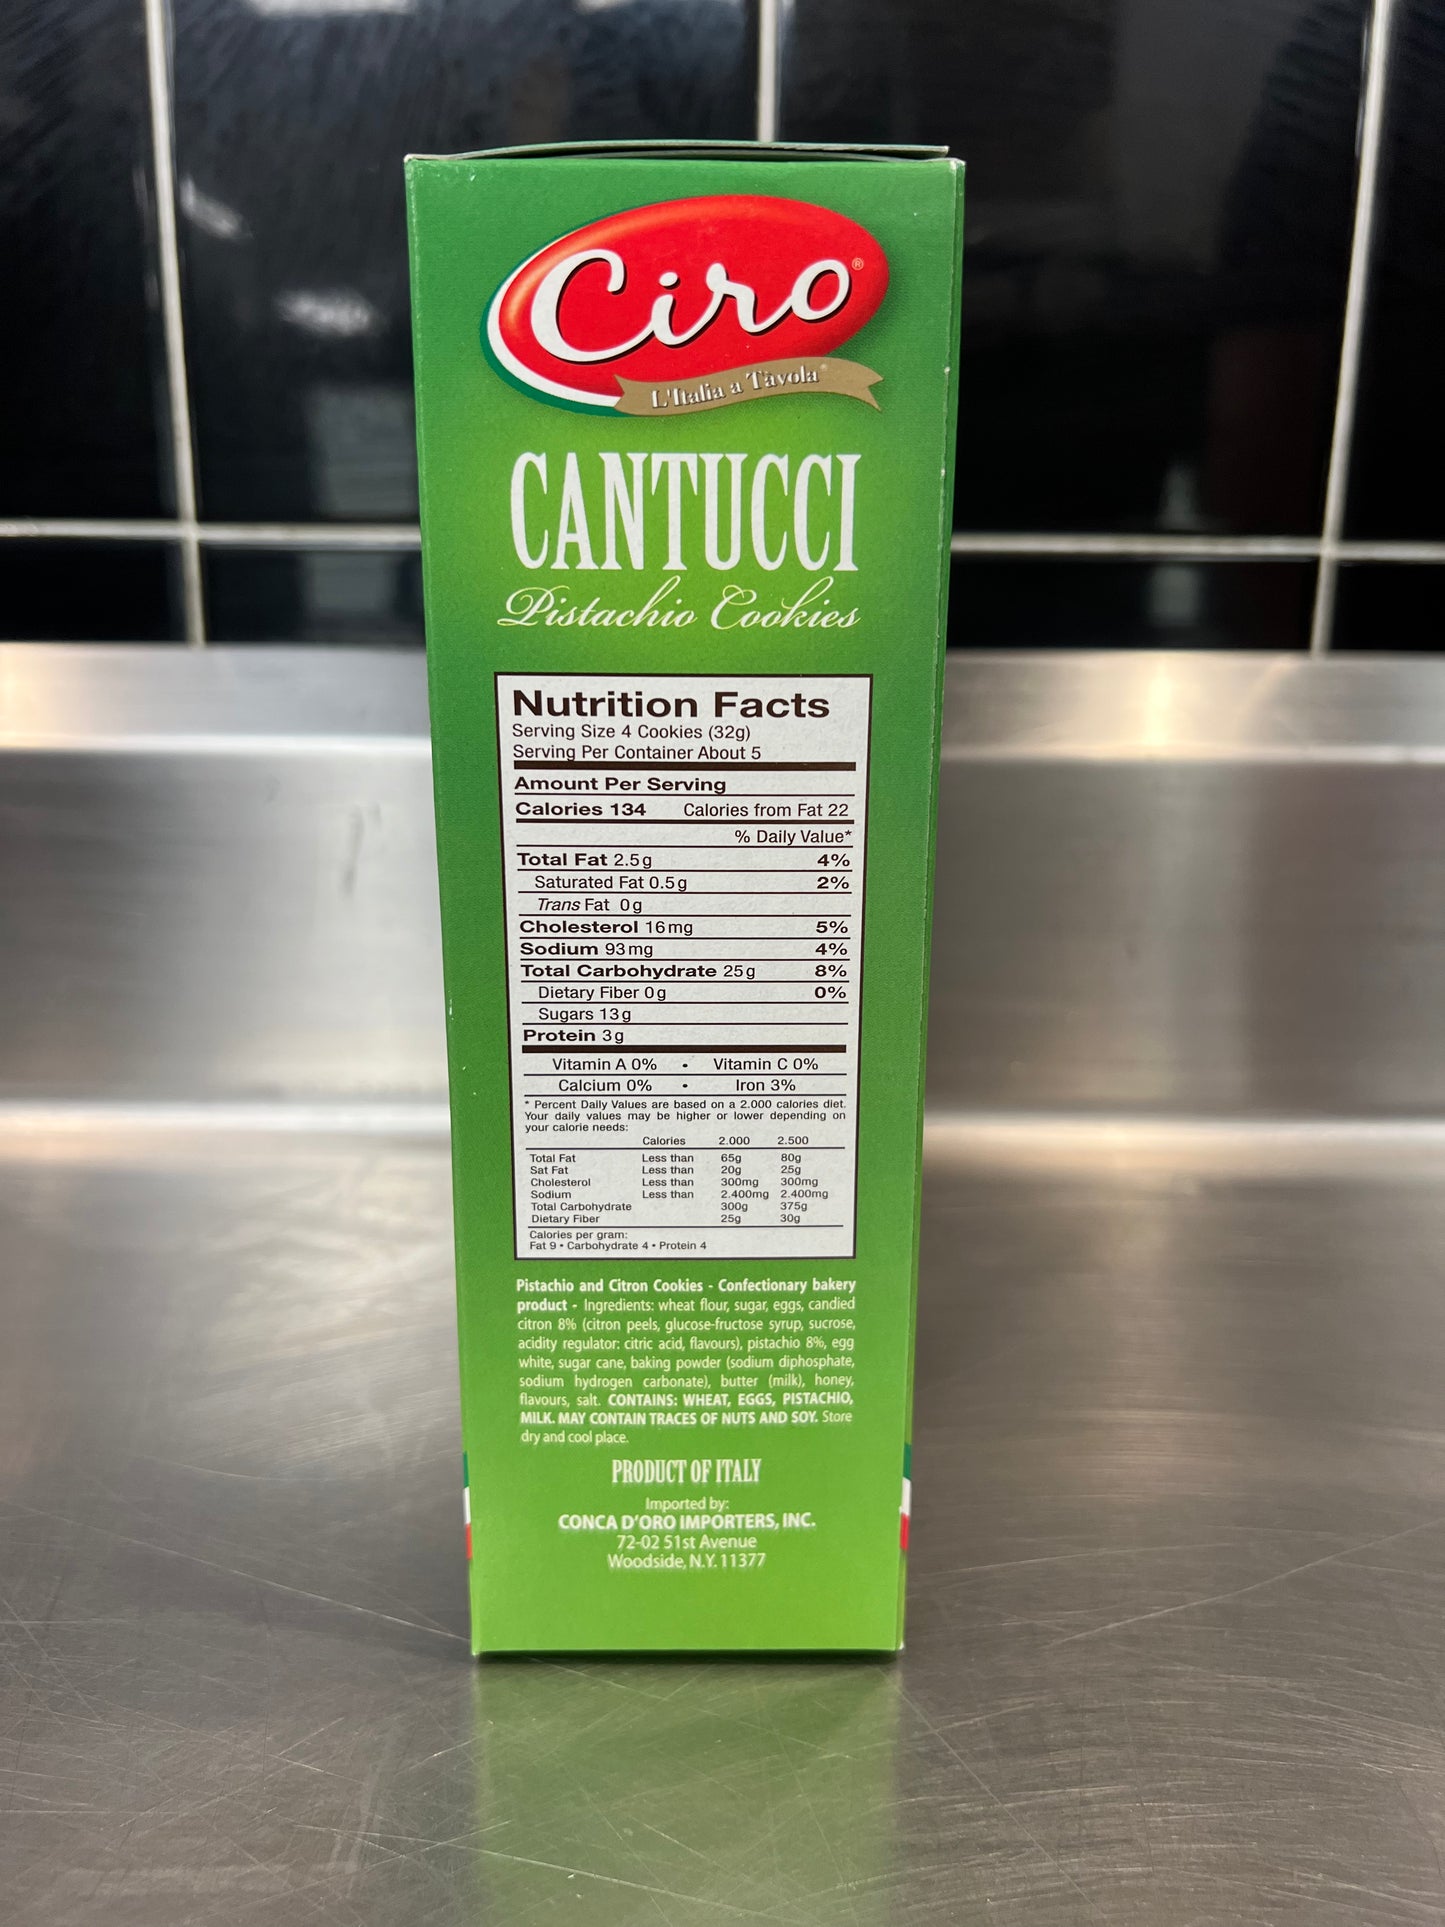 Ciro®
L'Italia a Tàvola®
CANTUCCI
Pistachio Cookies
Nutrition Facts
Serving Size 4 Cookies (32g)
Serving Per Container About 5
Amount Per Serving
Calories 134 Calories from Fat 22
% Daily Value*
Total Fat 2.5g 4%
Saturated Fat 0.5g 2%
Trans Fat 0g
Cholesterol 16mg 5%
Sodium 93mg 4%
Total Carbohydrate 25g 8%
Dietary Fiber 0g 0%
Sugars 13g
Protein 3g
Vitamin A 0% • Vitamin C 0%
Calcium 0% • Iron 3%
* Percent Daily Values are based on a 2.000 calories diet.
Your daily values may be higher or lower depending on
your calorie needs:
Calories 2.000 2.500
Total Fat Less than 65g 80g
Sat Fat Less than 20g 25g
Cholesterol Less than 300mg 300mg
Sodium Less than 2.400mg 2.400mg
Total Carbohydrate 300g 375g
Dietary Fiber 25g 30g
Calories per gram:
Fat 9 • Carbohydrate 4 • Protein 4
Pistachio and Citron Cookies - Confectionary bakery
product - Ingredients: wheat flour, sugar, eggs, candied
citron 8% (citron peels, glucose-fructose syrup, sucrose,
acidity regulator: citric acid, flavours), pistachio 8%, egg
white, sugar cane, baking powder (sodium diphosphate,
sodium hydrogen carbonate), butter (milk), honey,
flavours, salt. CONTAINS: WHEAT, EGGS, PISTACHIO,
MILK. MAY CONTAIN TRACES OF NUTS AND SOY. Store
dry and cool place.
PRODUCT OF ITALY
Imported by:
CONCA D'ORO IMPORTERS, INC.
72-02 51st Avenue
Woodside, N.Y. 11377